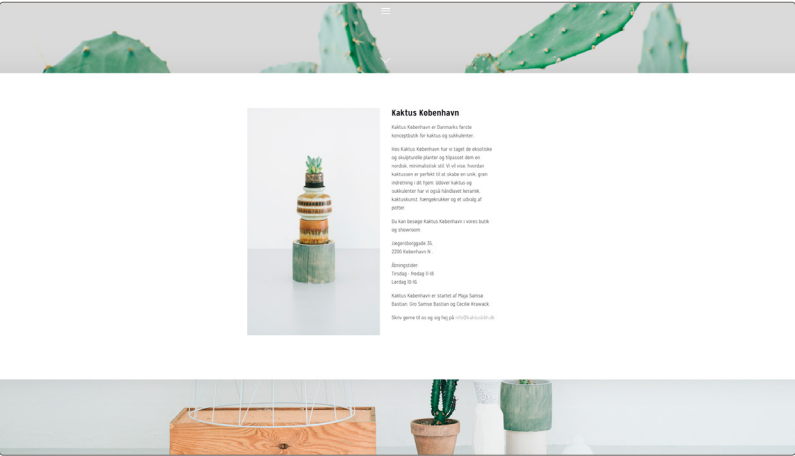 Kaktus København
Kaktus København er Danmarks første
konceptbutik for kaktus og sukkulenter.
Hos Kaktus København har vi taget de eksotiske
og skulpturelle planter og tilpasset dem en
nordisk, minimalistisk stil. Vi vil vise, hvordan
kaktussen er perfekt til at skabe en unik, grøn
indretning i dit hjem. Udover kaktus og
sukkulenter har vi også håndlavet keramik,
kaktuskunst, hængekrukker og et udvalg af
potter.
Du kan besøge Kaktus København i vores butik
og showroom
Jægersborggade 35,
2200 København N
Åbningstider
Tirsdag - fredag 11-18
Lørdag 10-16
Kaktus København er startet af Maja Samsø
Bastian, Gro Samsø Bastian og Cecilie Krawack.
Skriv gerne til os og sig hej på